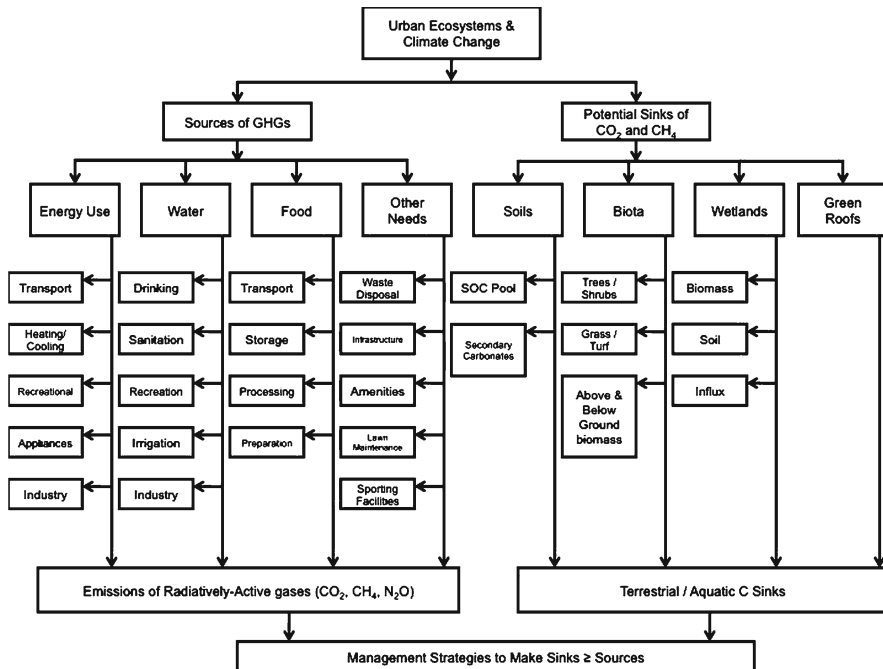 Urban Ecosystems &
Climate Change
Sources of GHGs
Potential Sinks of
CO₂ and CH₄
Energy Use
Water
Food
Other
Needs
Soils
Biota
Wetlands
Green
Roofs
Transport
Drinking
Transport
Waste
Disposal
SOC Pool
Trees /
Shrubs
Biomass
Heating/
Cooling
Sanitation
Storage
Infrastructure
Secondary
Carbonates
Grass /
Turf
Soil
Recreational
Recreation
Processing
Amenities
Above &
Below
Ground
biomass
Influx
Appliances
Irrigation
Preparation
Lawn
Maintenance
Industry
Industry
Sporting
Facilities
Emissions of Radiatively-Active gases (CO₂, CH₄, N₂O)
Terrestrial / Aquatic C Sinks
Management Strategies to Make Sinks ≥ Sources